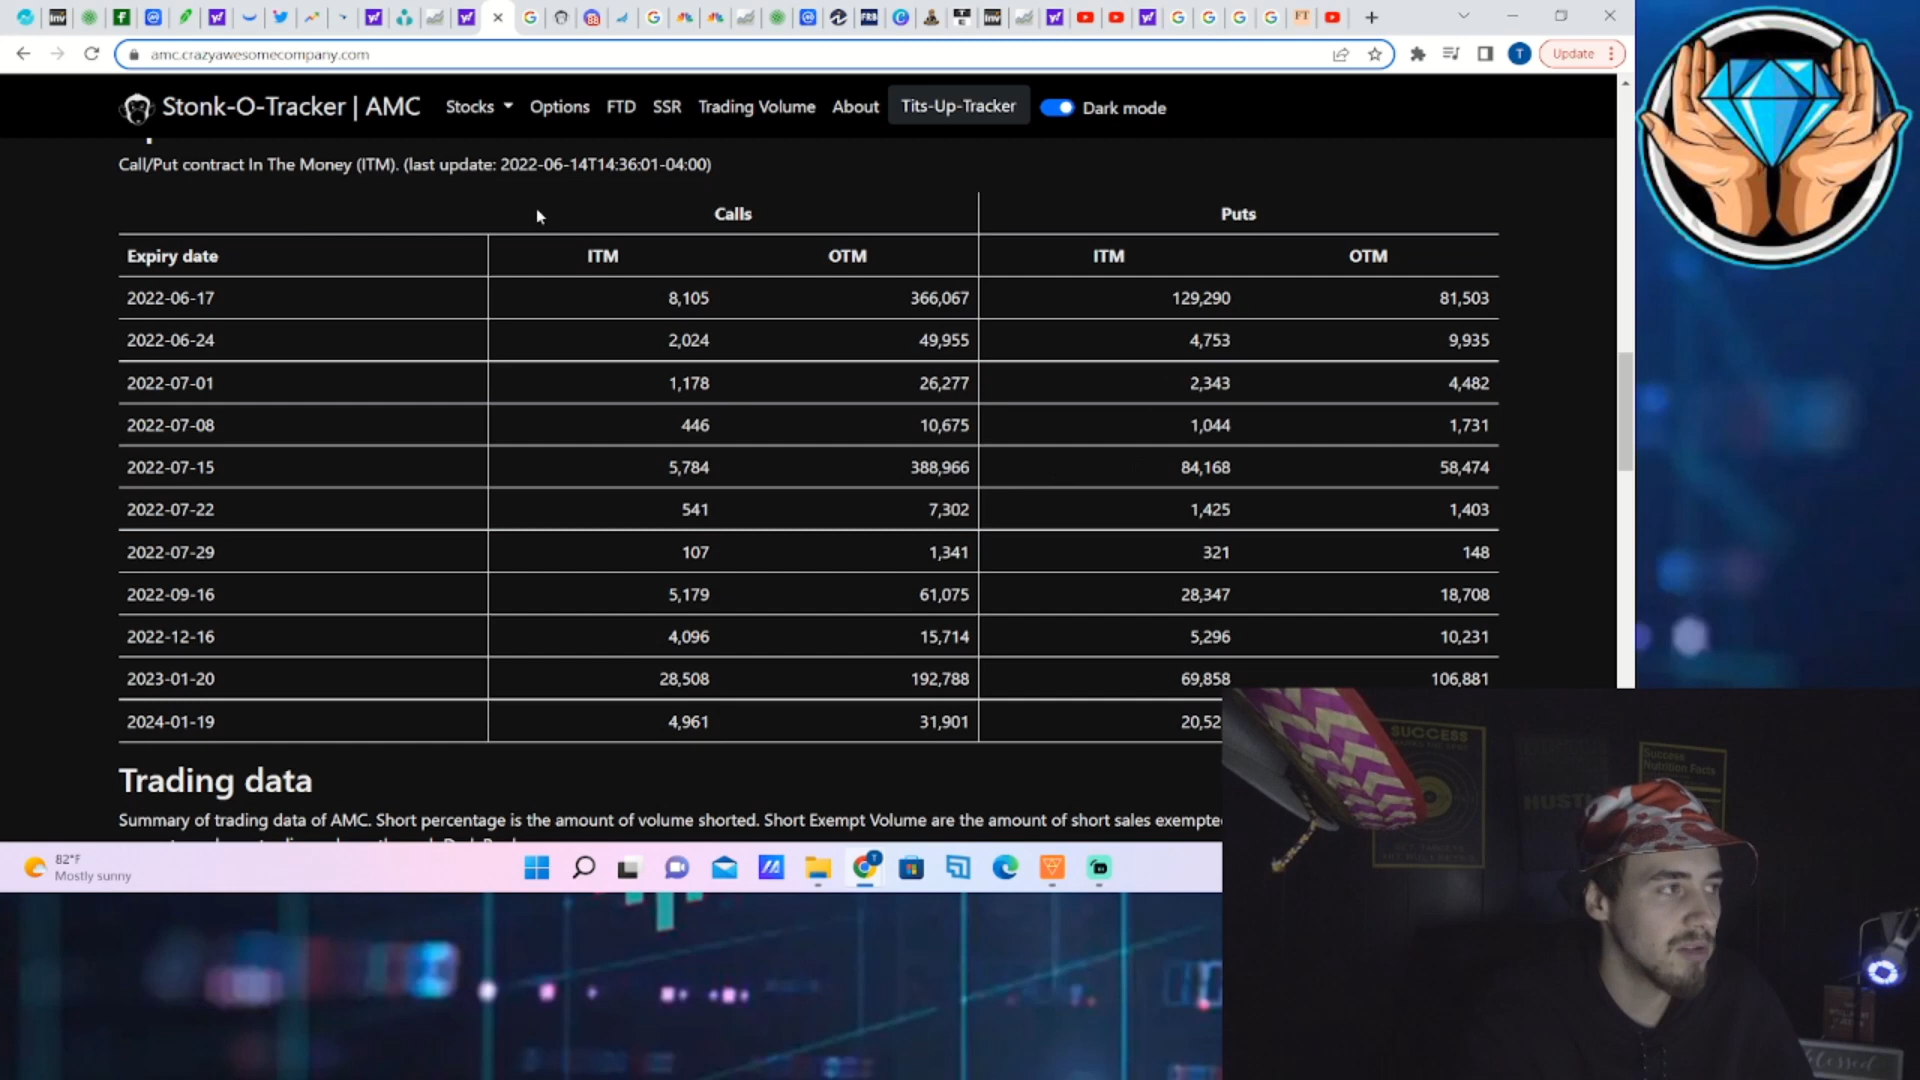 amc.crazyawesomecompany.com
Update
Stonk-O-Tracker | AMC Stocks Options FTD SSR Trading Volume About Tits-Up-Tracker Dark mode
Call/Put contract In The Money (ITM). (last update: 2022-06-14T14:36:01-04:00)
Calls Puts
Expiry date ITM OTM ITM OTM
2022-06-17 8,105 366,067 129,290 81,503
2022-06-24 2,024 49,955 4,753 9,935
2022-07-01 1,178 26,277 2,343 4,482
2022-07-08 446 10,675 1,044 1,731
2022-07-15 5,784 388,966 84,168 58,474
2022-07-22 541 7,302 1,425 1,403
2022-07-29 107 1,341 321 148
2022-09-16 5,179 61,075 28,347 18,708
2022-12-16 4,096 15,714 5,296 10,231
2023-01-20 28,508 192,788 69,858 106,881
2024-01-19 4,961 31,901 20,52
Trading data
Summary of trading data of AMC. Short percentage is the amount of volume shorted. Short Exempt Volume are the amount of short sales exempte
82°F
Mostly sunny
SUCCESS
Success
Nutrition Facts
HUSTL
blessed